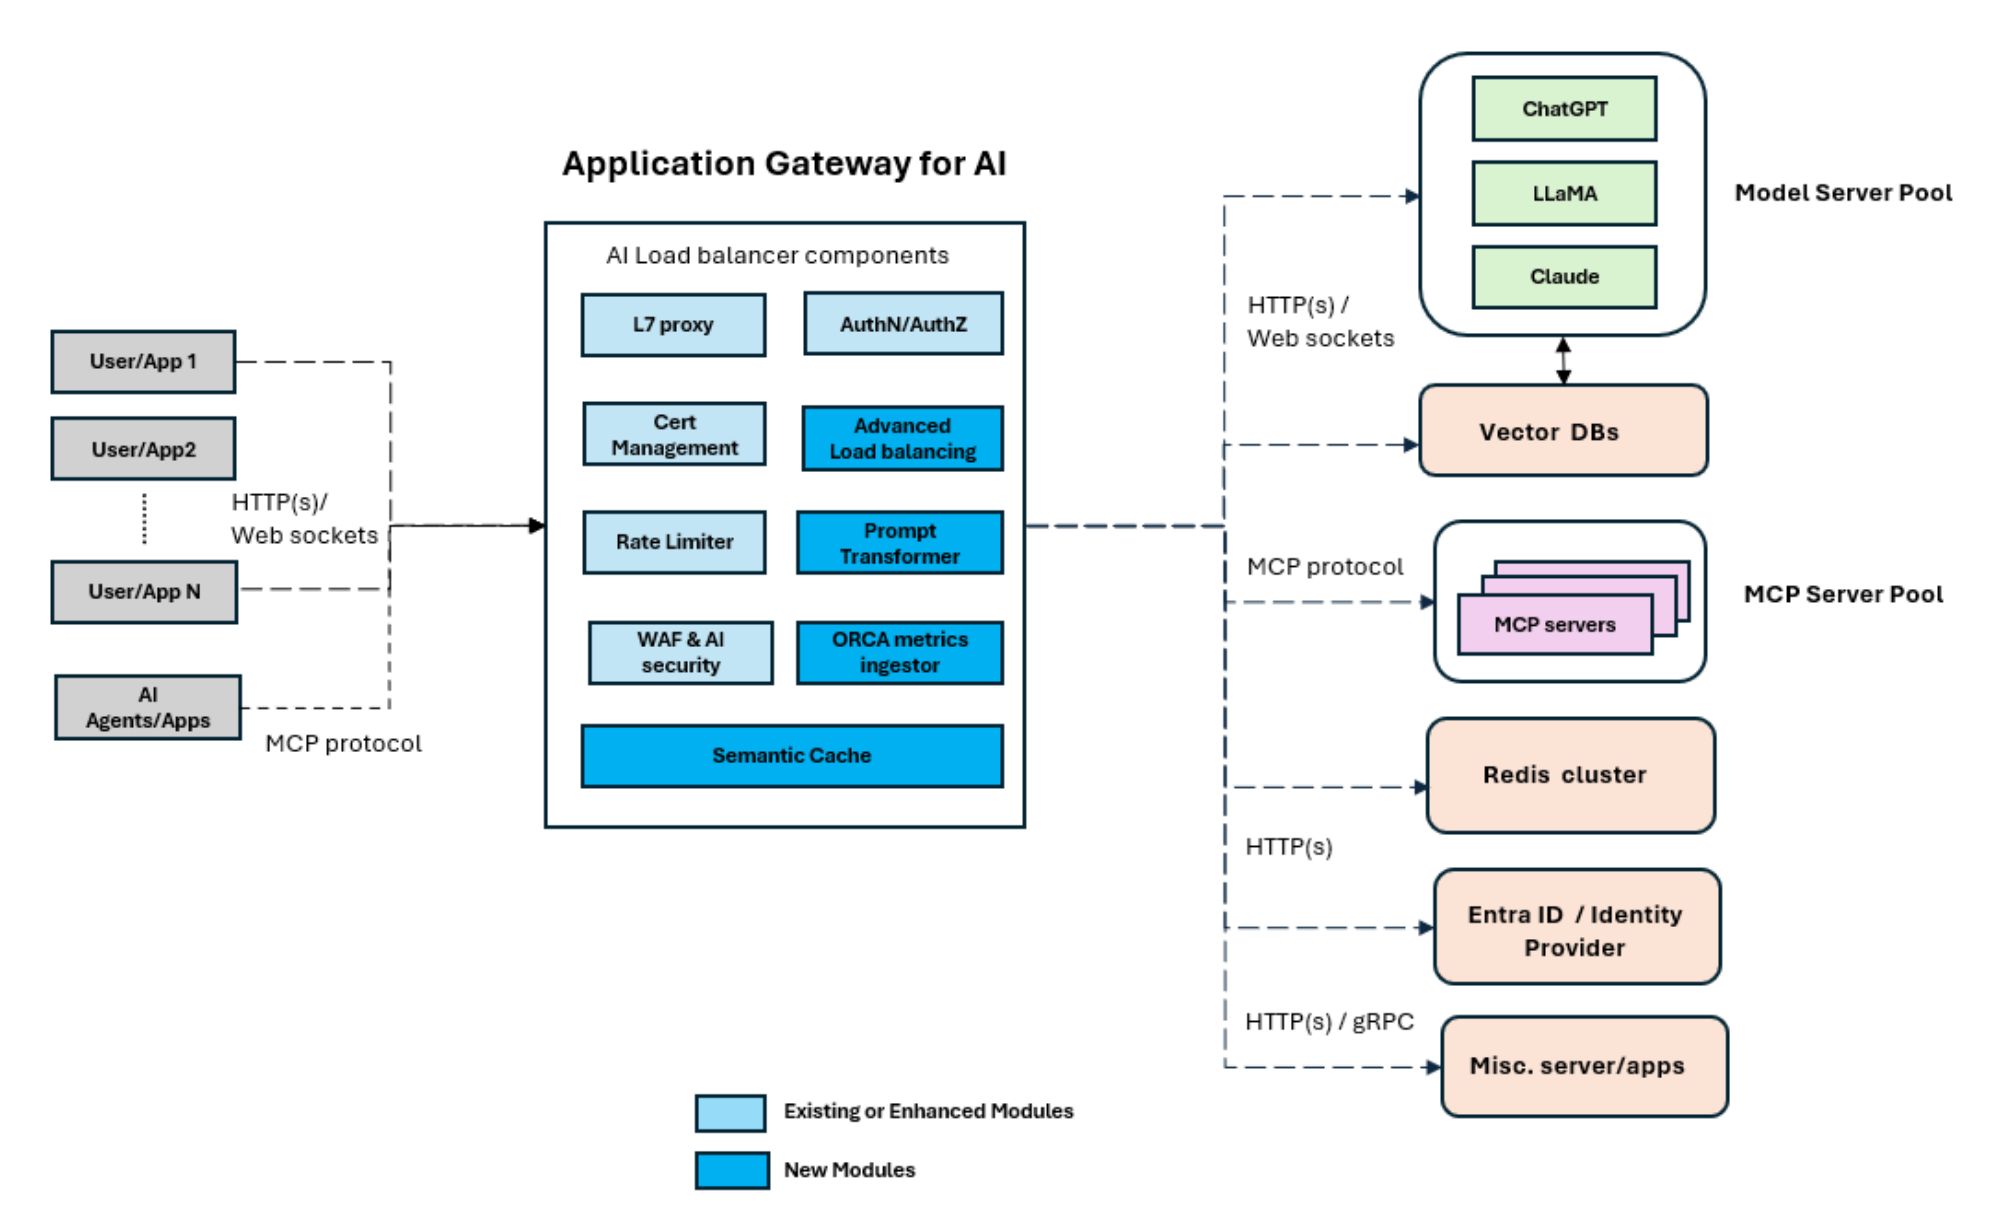 Application Gateway for AI
User/App 1
User/App2
HTTP(s)/
Web sockets
User/App N
AI
Agents/Apps
MCP protocol
AI Load balancer components
L7 proxy
AuthN/AuthZ
Cert
Management
Advanced
Load balancing
Rate Limiter
Prompt
Transformer
WAF & AI
security
ORCA metrics
ingestor
Semantic Cache
HTTP(s) /
Web sockets
MCP protocol
HTTP(s)
HTTP(s) / gRPC
ChatGPT
LLaMA
Claude
Model Server Pool
Vector DBs
MCP servers
MCP Server Pool
Redis cluster
Entra ID / Identity
Provider
Misc. server/apps
Existing or Enhanced Modules
New Modules